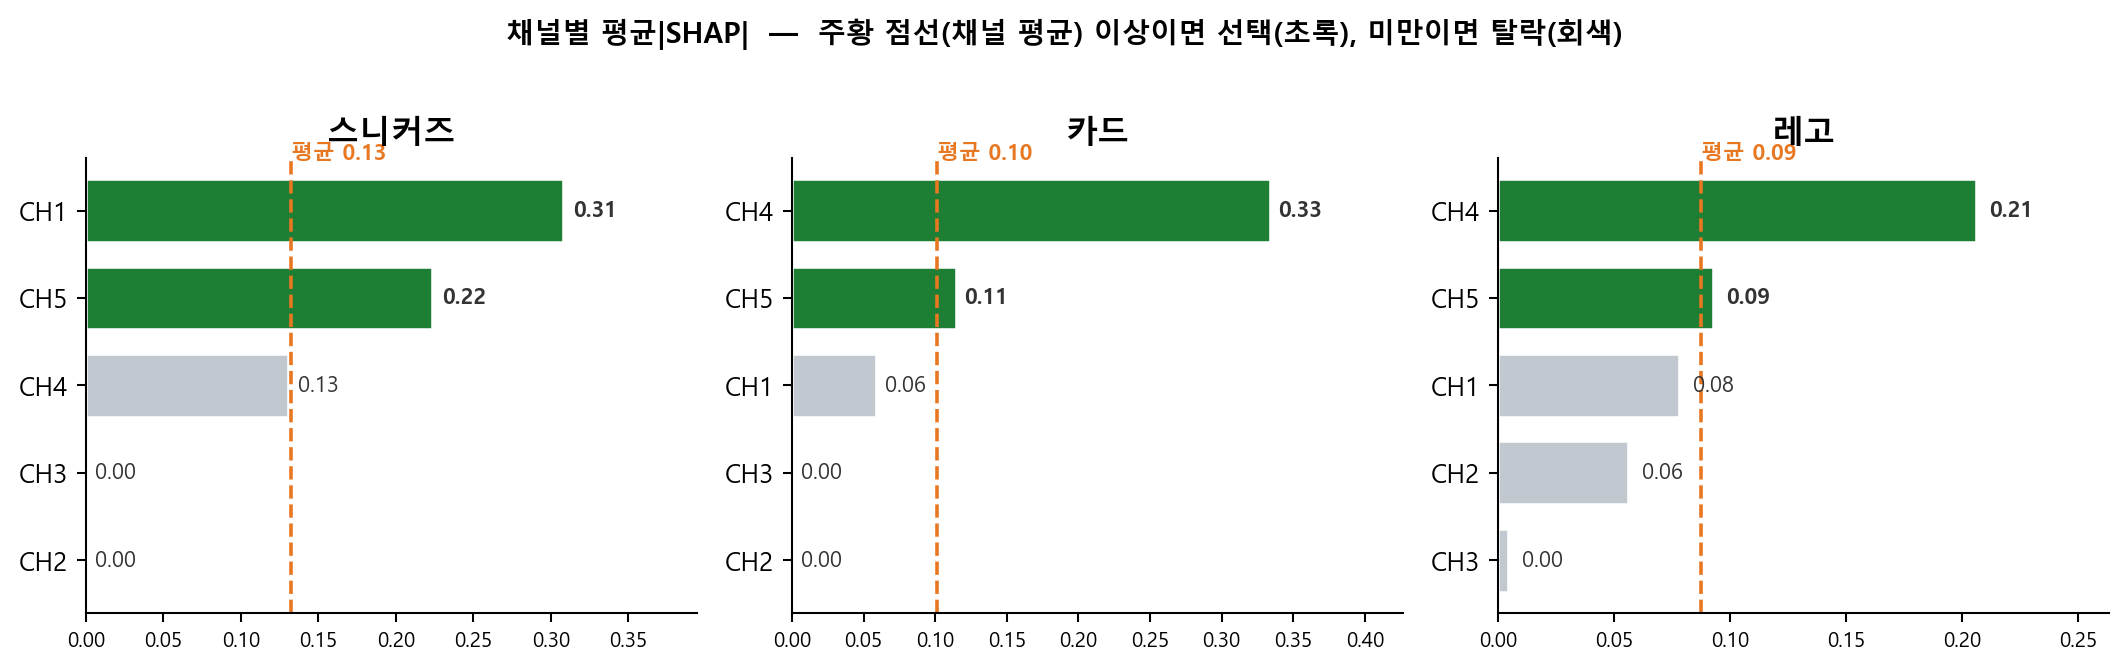 채널별 평균|SHAP| — 주황 점선(채널 평균) 이상이면 선택(초록), 미만이면 탈락(회색)
스니커즈
평균 0.13
CH1 0.31
CH5 0.22
CH4 0.13
CH3 0.00
CH2 0.00
0.00 0.05 0.10 0.15 0.20 0.25 0.30 0.35
카드
평균 0.10
CH4 0.33
CH5 0.11
CH1 0.06
CH3 0.00
CH2 0.00
0.00 0.05 0.10 0.15 0.20 0.25 0.30 0.35 0.40
레고
평균 0.09
CH4 0.21
CH5 0.09
CH1 0.08
CH2 0.06
CH3 0.00
0.00 0.05 0.10 0.15 0.20 0.25